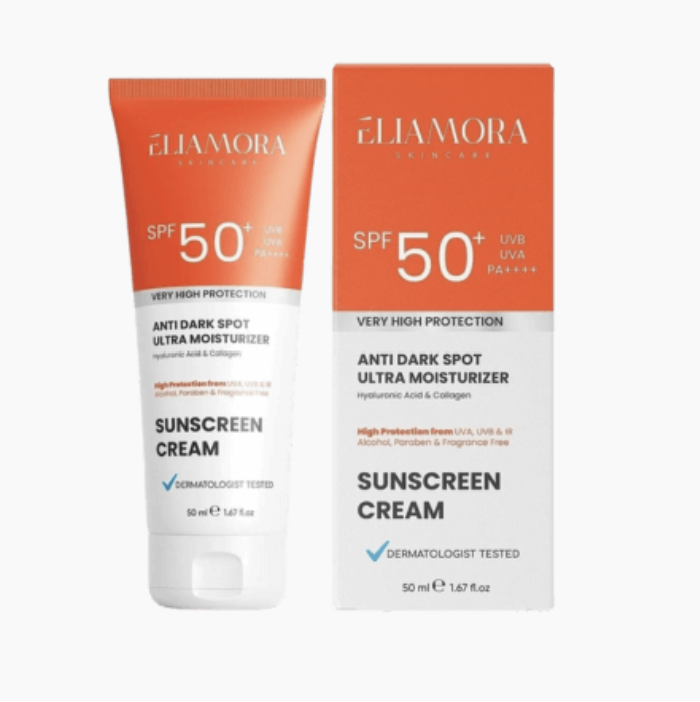 ÉLIAMORA
SKINCARE
SPF 50+
UVB
UVA
PA++++
VERY HIGH PROTECTION
ANTI DARK SPOT
ULTRA MOISTURIZER
Hyaluronic Acid & Collagen
High Protection from UVA, UVB & IR
Alcohol, Paraben & Fragrance Free
SUNSCREEN
CREAM
DERMATOLOGIST TESTED
50 ml ℮ 1.67 fl.oz
ÉLIAMORA
SKINCARE
SPF 50+
UVB
UVA
PA++++
VERY HIGH PROTECTION
ANTI DARK SPOT
ULTRA MOISTURIZER
Hyaluronic Acid & Collagen
High Protection from UVA, UVB & IR
Alcohol, Paraben & Fragrance Free
SUNSCREEN
CREAM
DERMATOLOGIST TESTED
50 ml ℮ 1.67 fl.oz